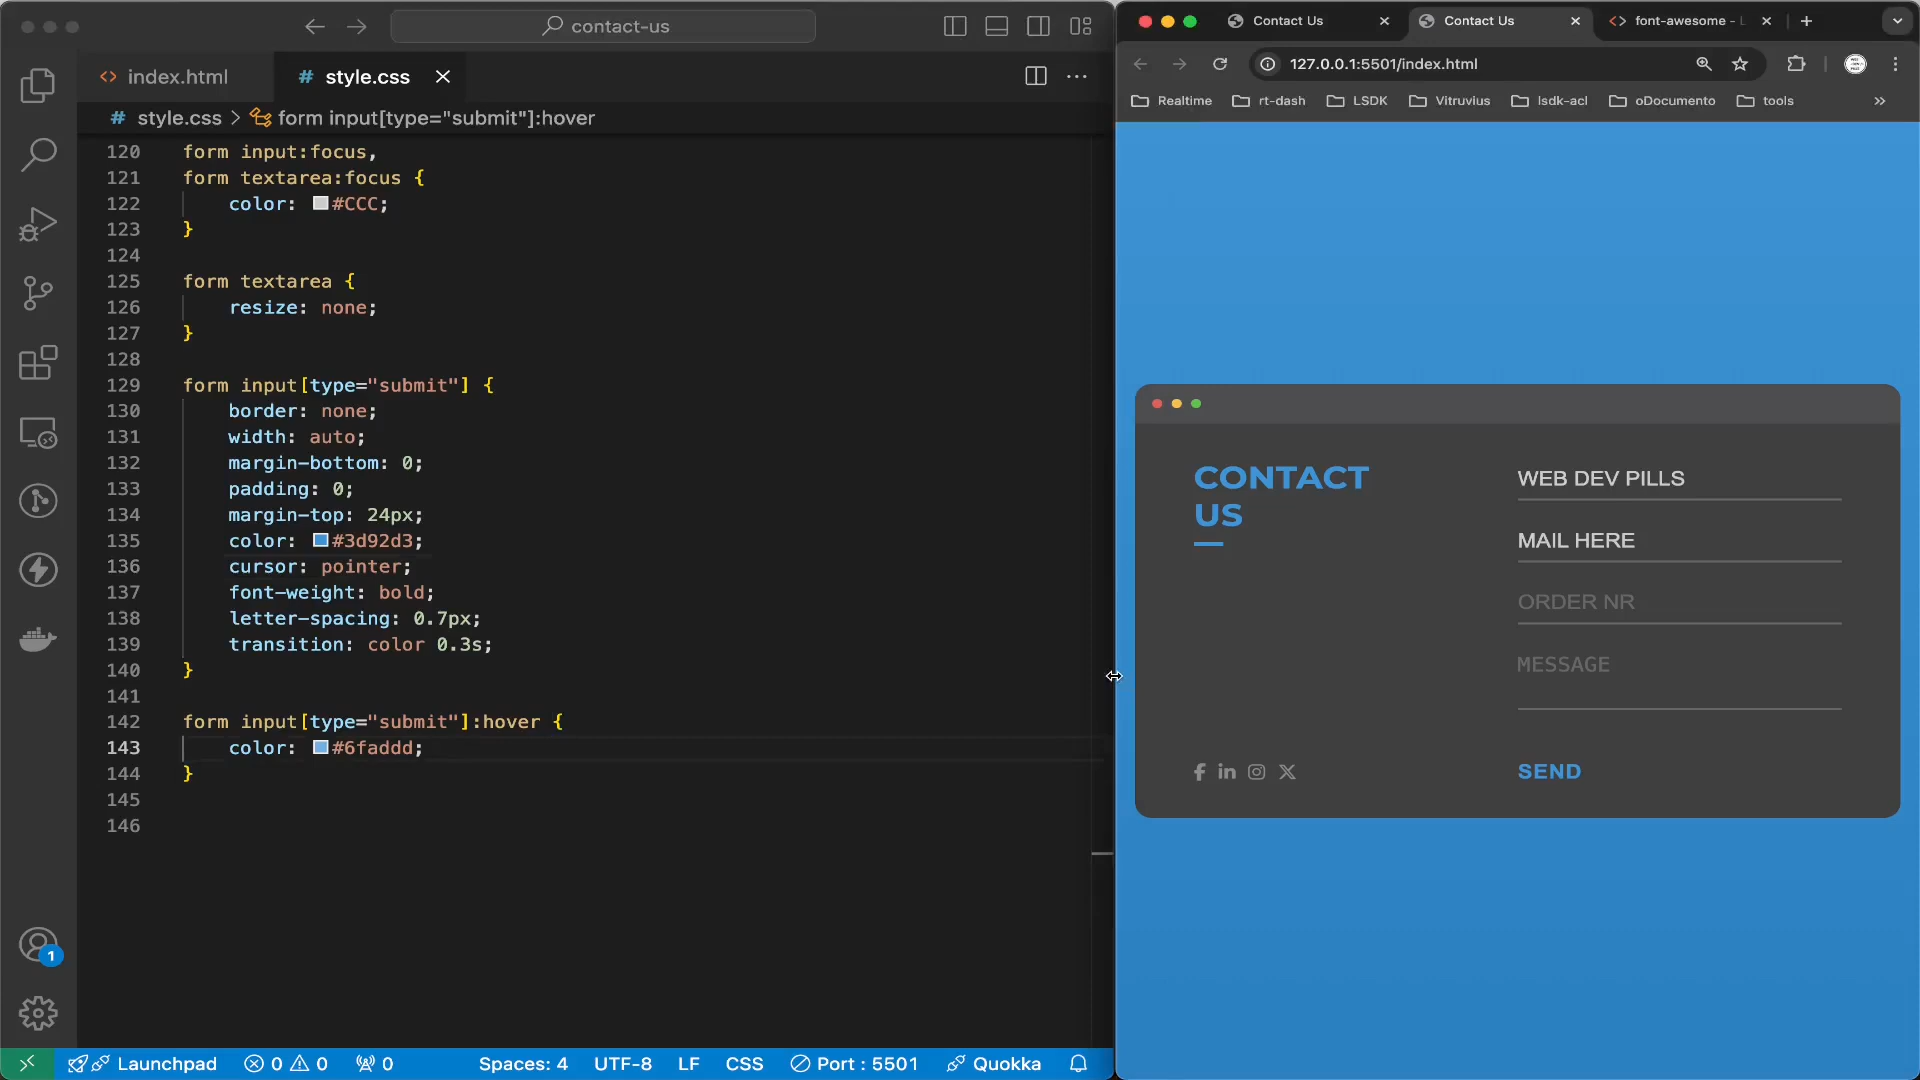 contact-us
index.html
style.css
style.css > form input[type="submit"]:hover
120 form input:focus,
121 form textarea:focus {
122 color: #CCC;
123 }
124
125 form textarea {
126 resize: none;
127 }
128
129 form input[type="submit"] {
130 border: none;
131 width: auto;
132 margin-bottom: 0;
133 padding: 0;
134 margin-top: 24px;
135 color: #3d92d3;
136 cursor: pointer;
137 font-weight: bold;
138 letter-spacing: 0.7px;
139 transition: color 0.3s;
140 }
141
142 form input[type="submit"]:hover {
143 color: #6faddd;
144 }
145
146
1
Launchpad 0 0 0 Spaces: 4 UTF-8 LF CSS Port : 5501 Quokka
Contact Us Contact Us font-awesome -
127.0.0.1:5501/index.html
Realtime rt-dash LSDK Vitruvius lsdk-acl oDocumento tools
CONTACT
US
WEB DEV PILLS
MAIL HERE
ORDER NR
MESSAGE
SEND